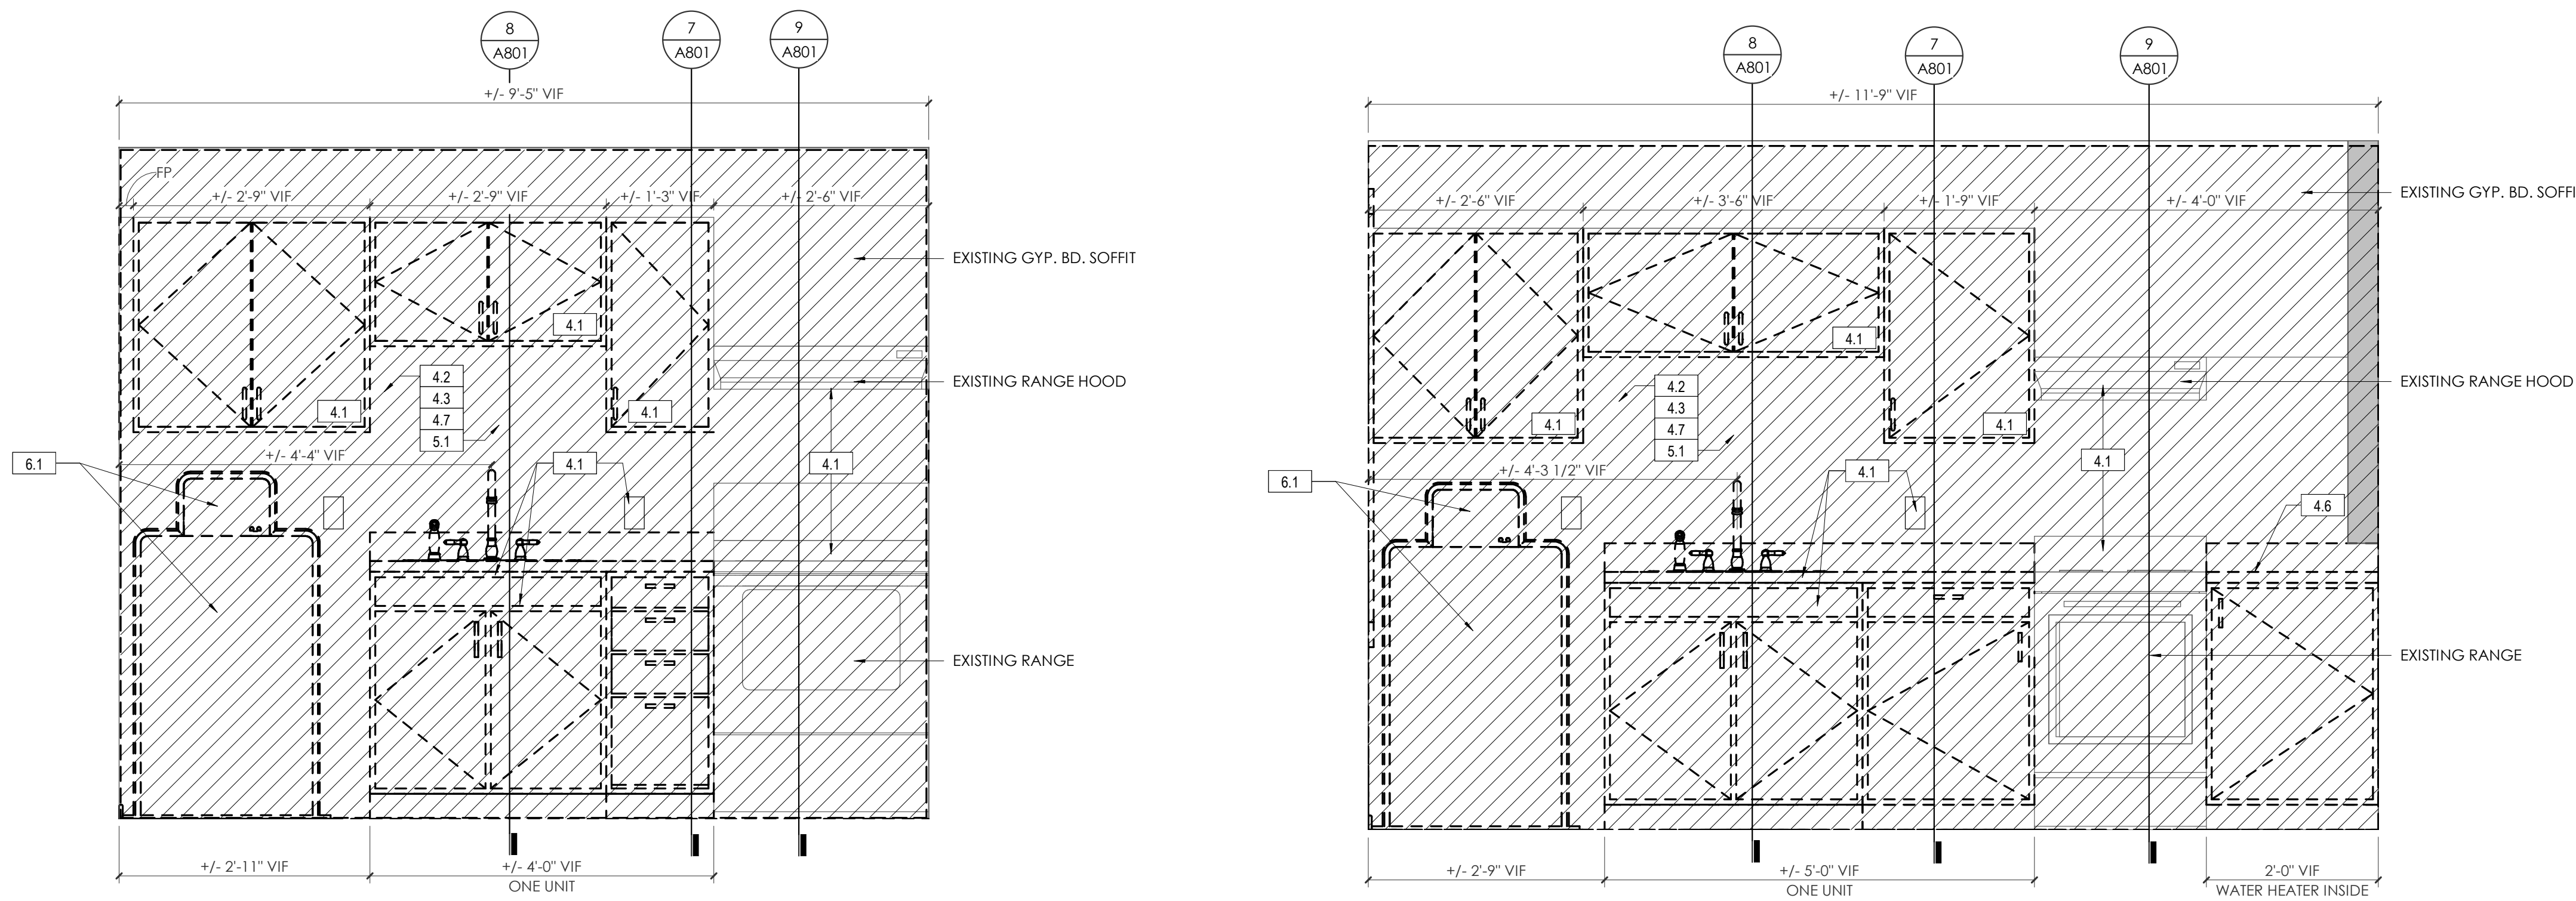 8
A801
7
A801
9
A801
+/- 9'-5" VIF
FP
+/- 2'-9" VIF
+/- 2'-9" VIF
+/- 1'-3" VIF
+/- 2'-6" VIF
EXISTING GYP. BD. SOFFIT
4.1
4.2
4.3
4.7
5.1
4.1
4.1
EXISTING RANGE HOOD
+/- 4'-4" VIF
6.1
4.1
4.1
EXISTING RANGE
+/- 2'-11" VIF
+/- 4'-0" VIF
ONE UNIT
8
A801
7
A801
9
A801
+/- 11'-9" VIF
EXISTING GYP. BD. SOFFI
+/- 2'-6" VIF
+/- 3'-6" VIF
+/- 1'-9" VIF
+/- 4'-0" VIF
4.1
4.2
4.3
4.7
5.1
4.1
4.1
EXISTING RANGE HOOD
+/- 4'-3 1/2" VIF
6.1
4.1
4.1
4.6
EXISTING RANGE
+/- 2'-9" VIF
+/- 5'-0" VIF
ONE UNIT
2'-0" VIF
WATER HEATER INSIDE